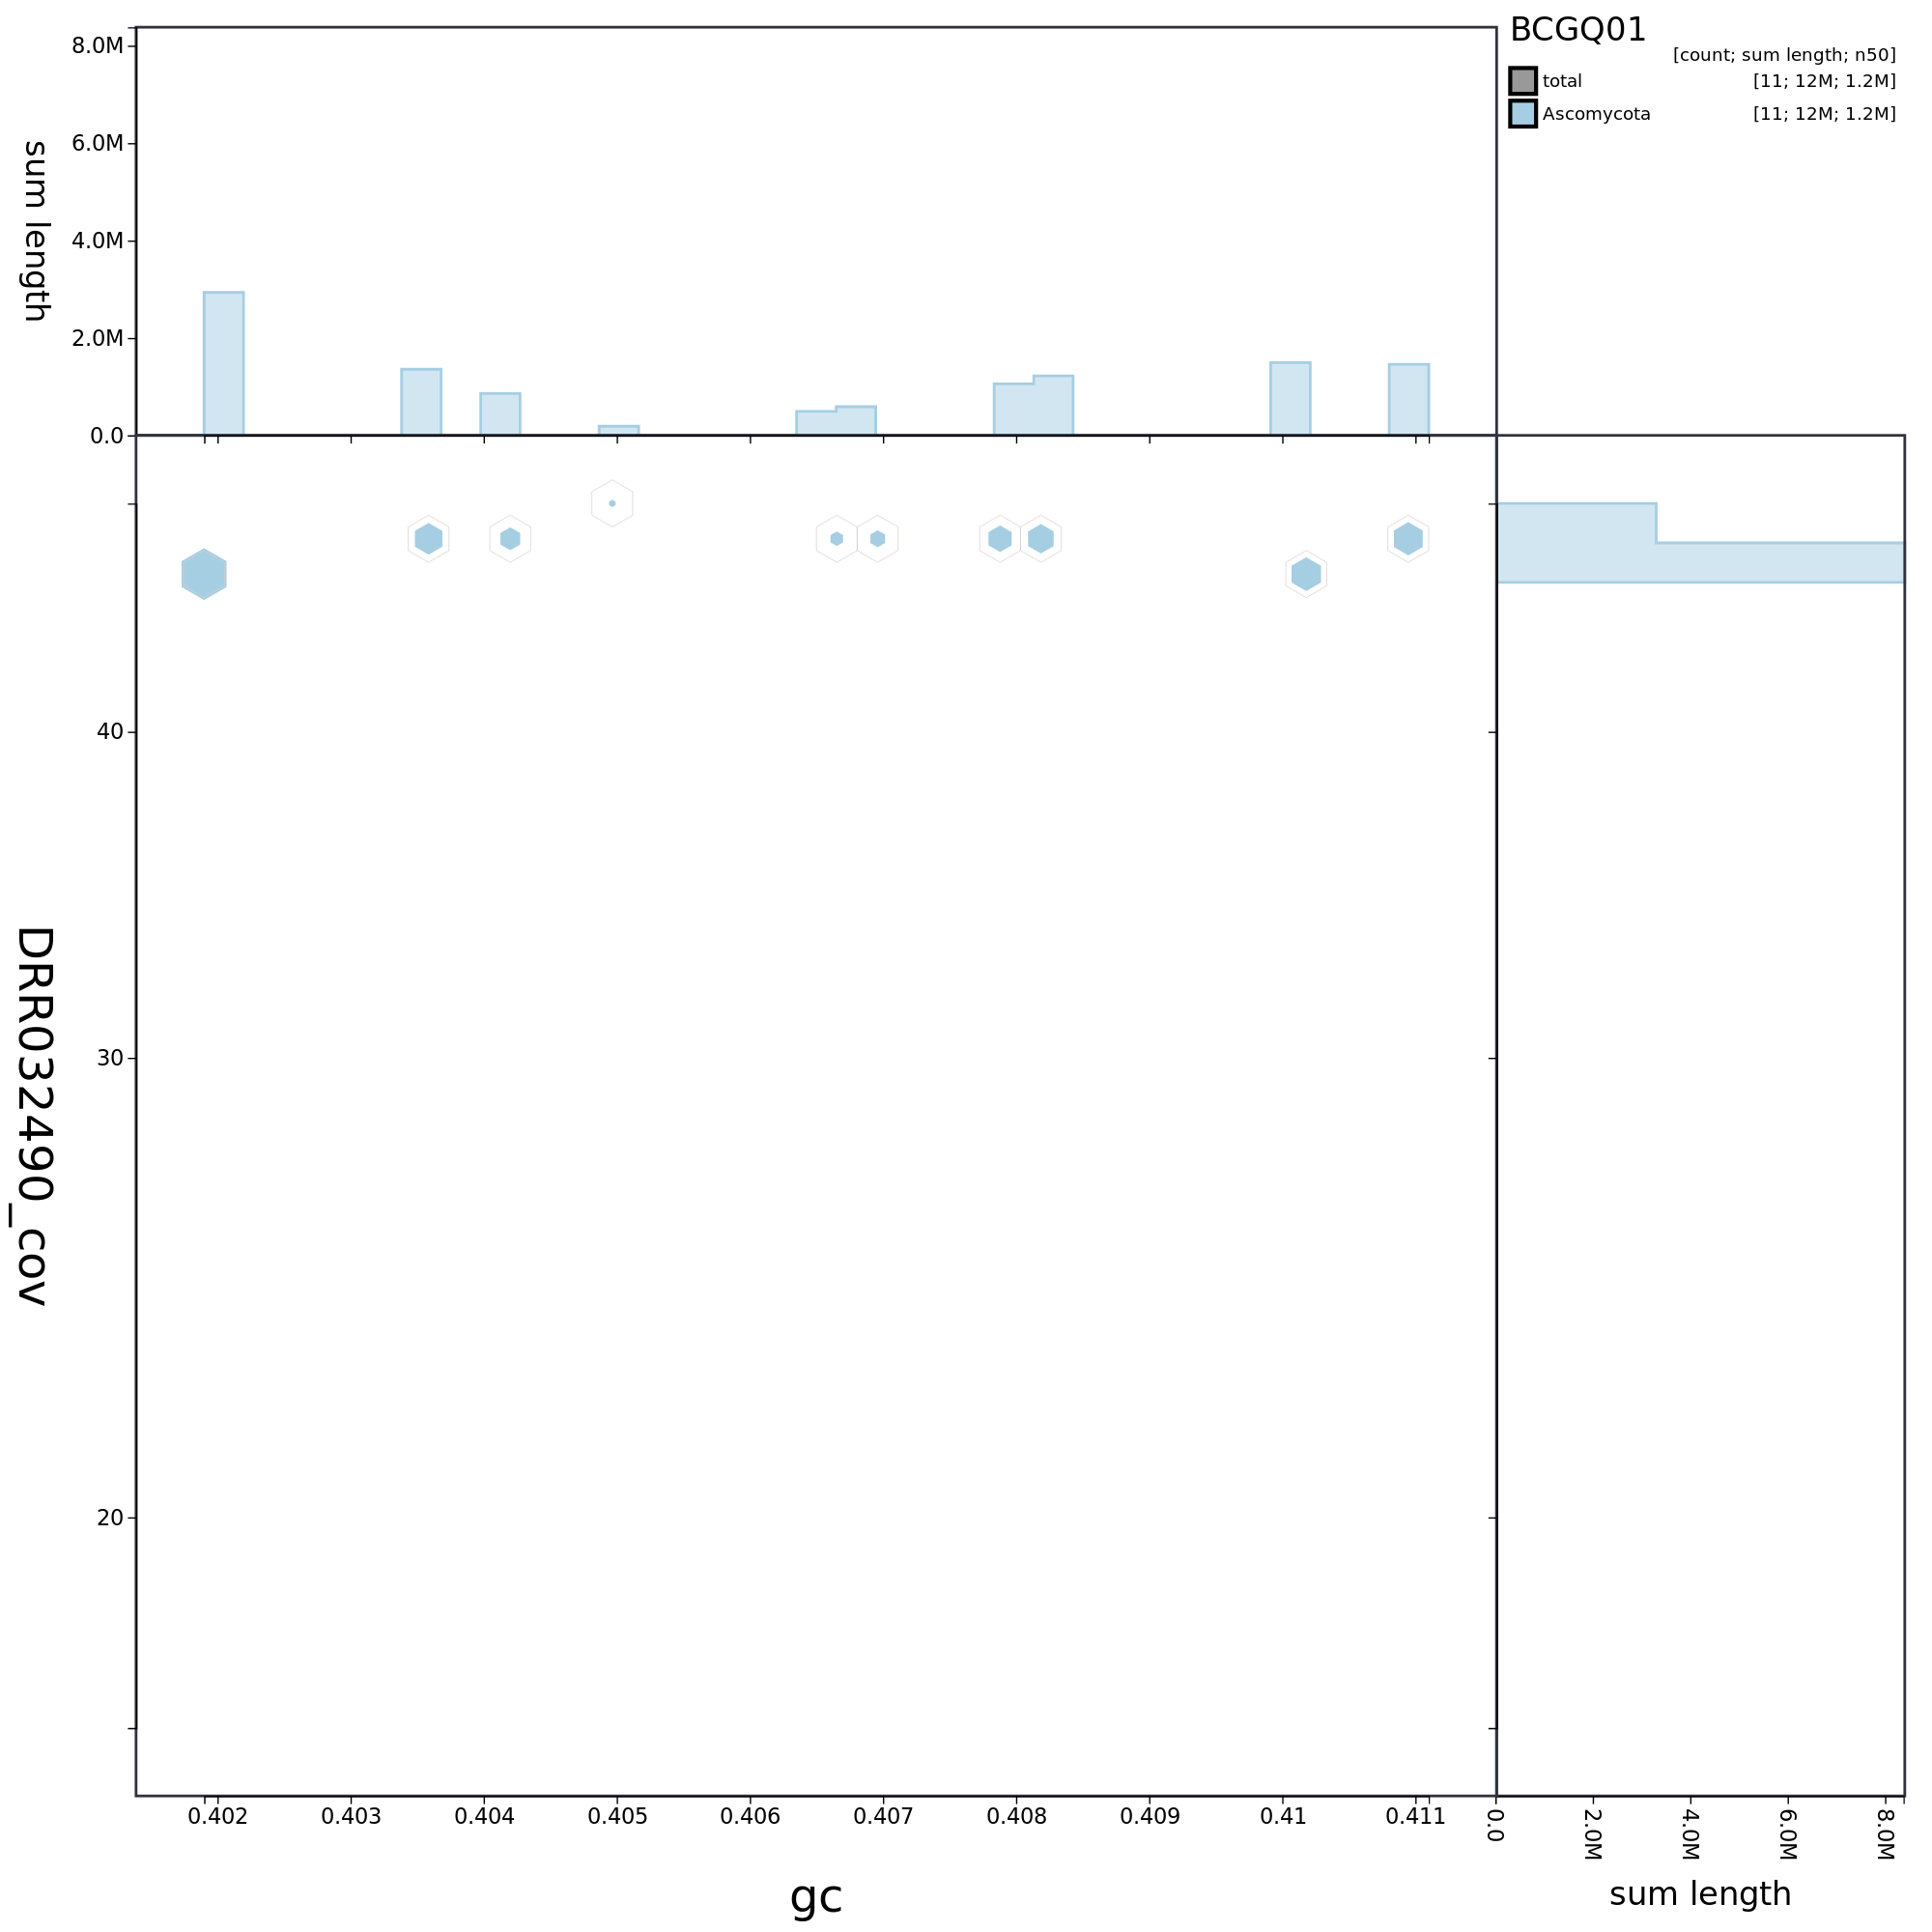 BCGQ01
[count; sum length; n50]
total [11; 12M; 1.2M]
Ascomycota [11; 12M; 1.2M]
8.0M
6.0M
4.0M
2.0M
0.0
sum length
40
30
20
DRR032490_cov
0.402 0.403 0.404 0.405 0.406 0.407 0.408 0.409 0.41 0.411
gc
0.0 2.0M 4.0M 6.0M 8.0M
sum length